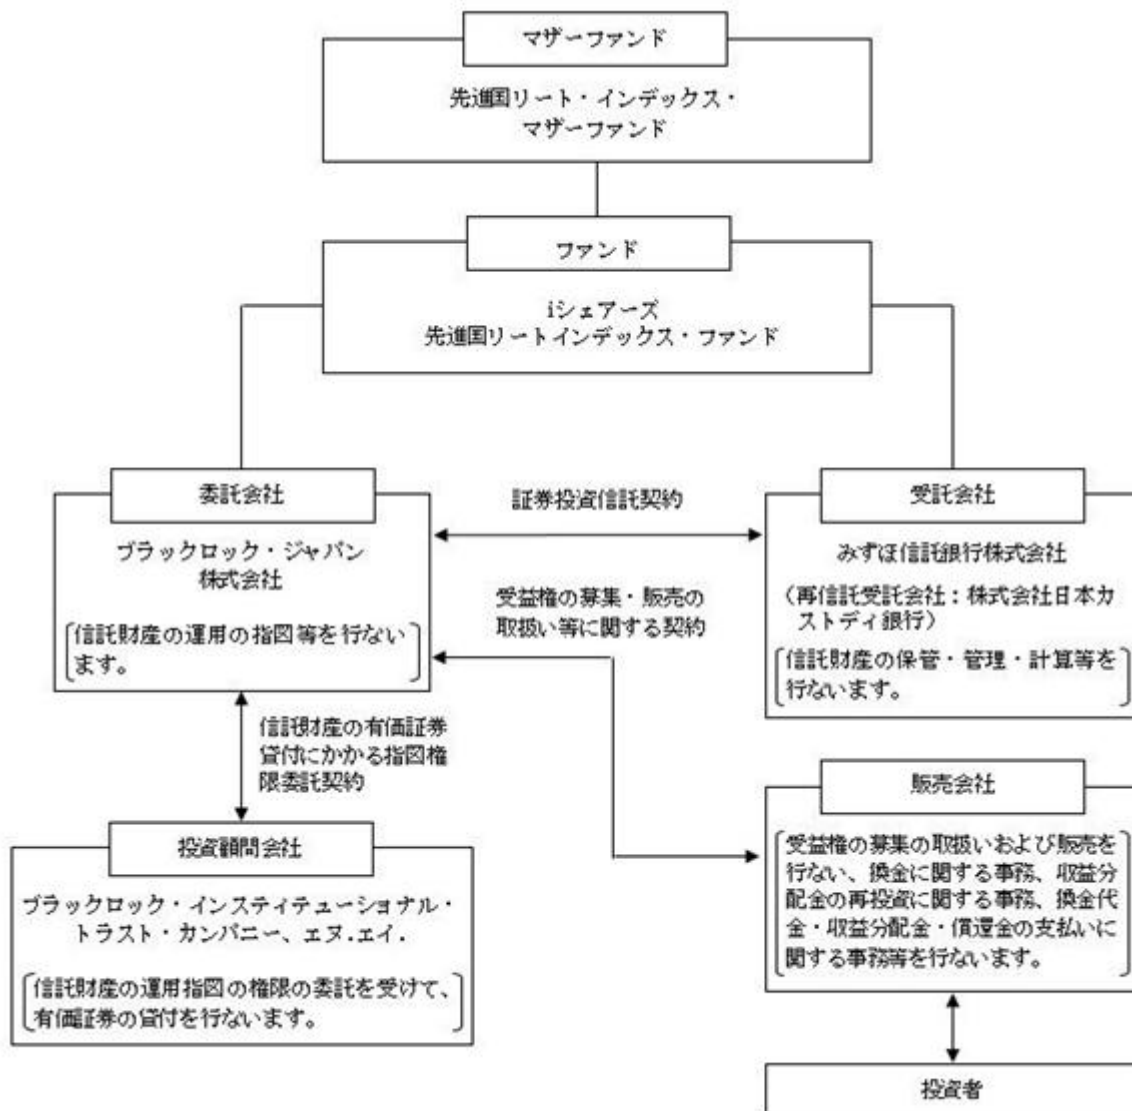 マザーファンド
先進国リート・インデックス・
マザーファンド
ファンド
iシェアーズ
先進国リートインデックス・ファンド
委託会社
ブラックロック・ジャパン
株式会社
信託財産の運用の指図等を行ない
ます。
証券投資信託契約
受益権の募集・販売の
取扱い等に関する契約
受託会社
みずほ信託銀行株式会社
（再信託受託会社：株式会社日本カ
ストディ銀行）
信託財産の保管・管理・計算等を
行ないます。
信託財産の有価証券
貸付にかかる指図権
限委託契約
投資顧問会社
ブラックロック・インスティテューショナル・
トラスト・カンパニー、エヌ.エイ.
信託財産の運用指図の権限の委託を受けて、
有価証券の貸付を行ないます。
販売会社
受益権の募集の取扱いおよび販売を
行ない、換金に関する事務、収益分
配金の再投資に関する事務、換金代
金・収益分配金・償還金の支払いに
関する事務等を行ないます。
投資者